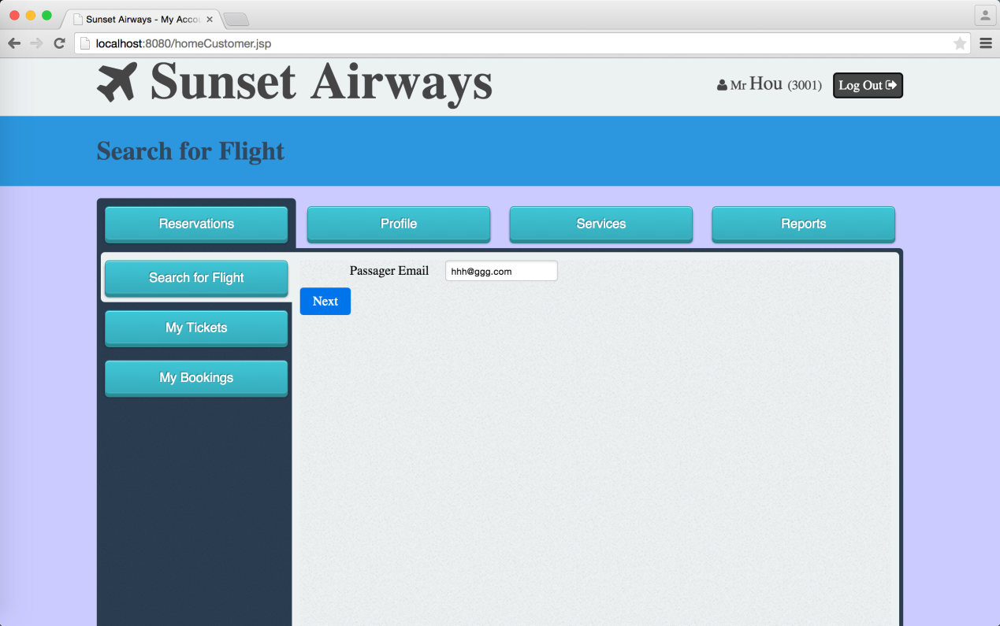 Sunset Airways - My Accou
localhost:8080/homeCustomer.jsp
Sunset Airways
Mr Hou (3001)
Log Out
Search for Flight
Reservations
Profile
Services
Reports
Search for Flight
Passager Email
hhh@ggg.com
Next
My Tickets
My Bookings